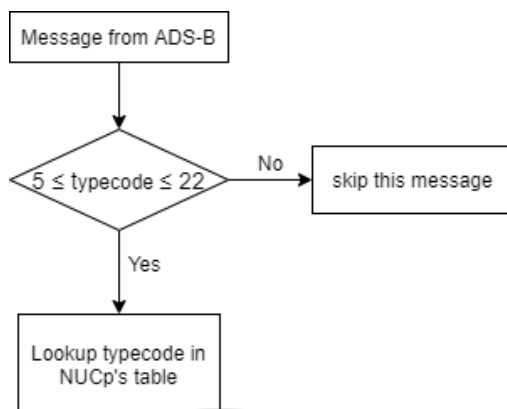 Message from ADS-B
5 ≤ typecode ≤ 22
No
skip this message
Yes
Lookup typecode in
NUCp's table